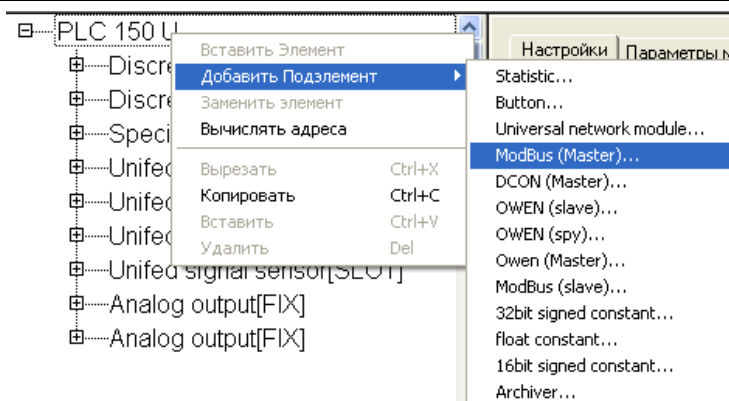 PLC 150 U
Discre
Discre
Speci
Unifed
Unifed
Unifed
Unifed signal sensor[SLOT]
Analog output[FIX]
Analog output[FIX]
Вставить Элемент
Добавить Подэлемент
Заменить элемент
Вычислять адреса
Вырезать Ctrl+X
Копировать Ctrl+C
Вставить Ctrl+V
Удалить Del
Настройки Параметры м
Statistic...
Button...
Universal network module...
ModBus (Master)...
DCON (Master)...
OWEN (slave)...
OWEN (spy)...
Owen (Master)...
ModBus (slave)...
32bit signed constant...
float constant...
16bit signed constant...
Archiver...